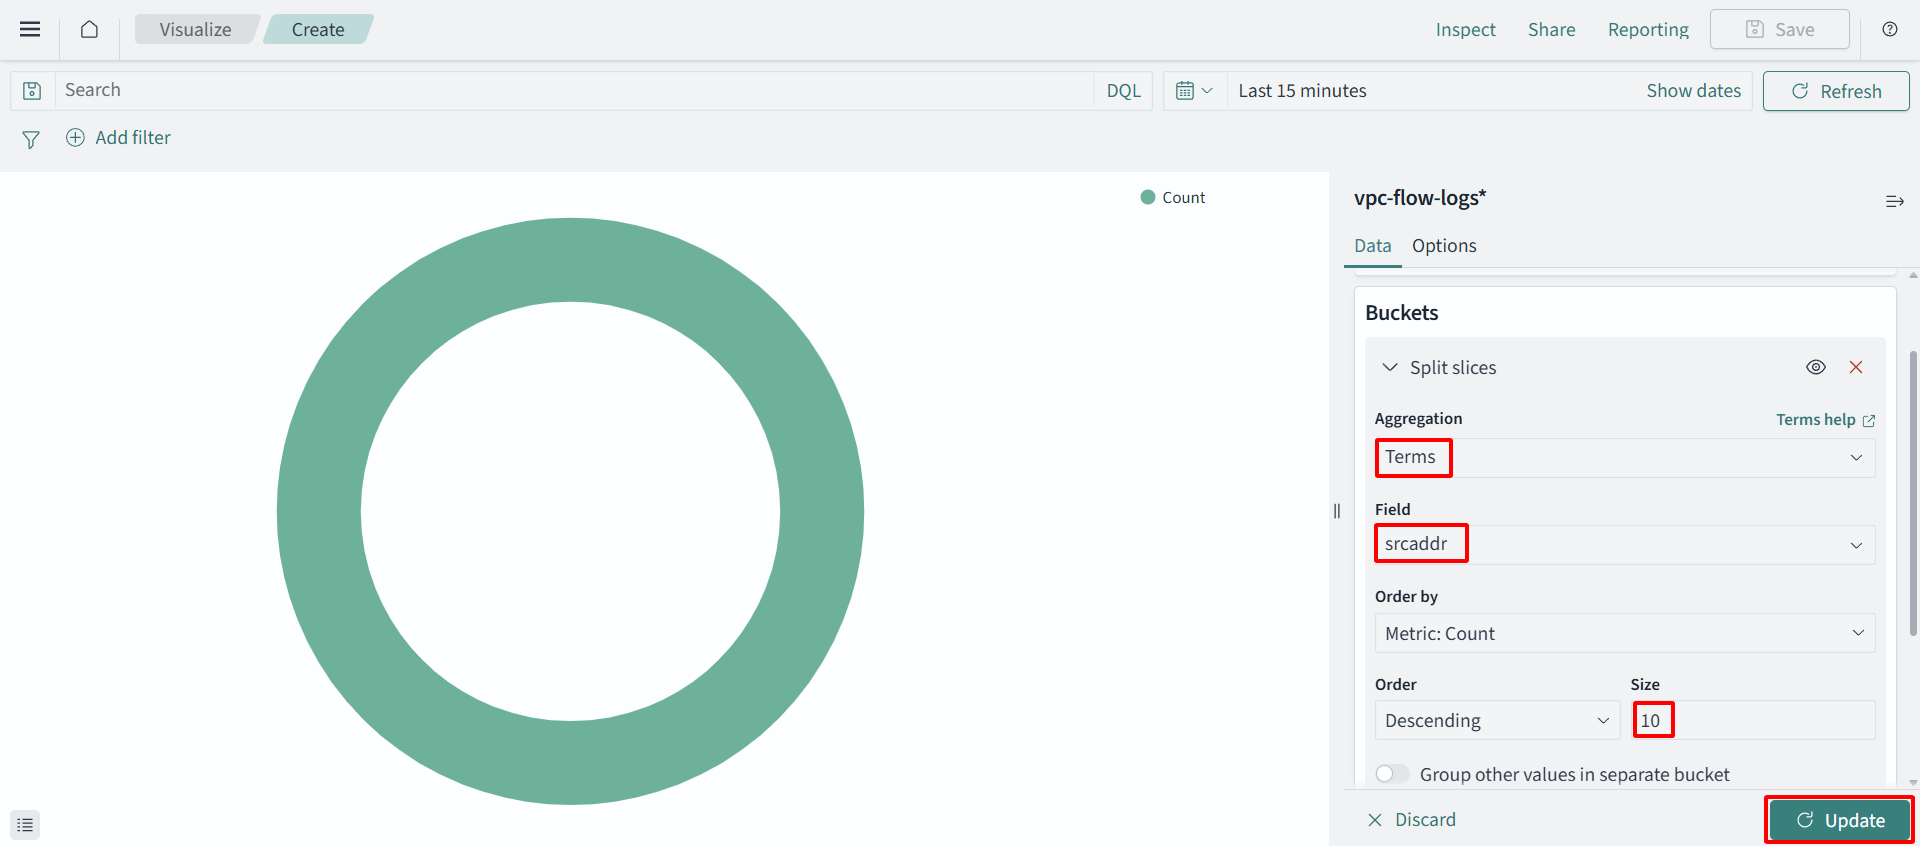 Visualize Create Inspect Share Reporting Save
Search DQL Last 15 minutes Show dates Refresh
Add filter
Count
vpc-flow-logs*
Data Options
Buckets
Split slices
Aggregation Terms help
Terms
Field
srcaddr
Order by
Metric: Count
Order Size
Descending 10
Group other values in separate bucket
Discard Update